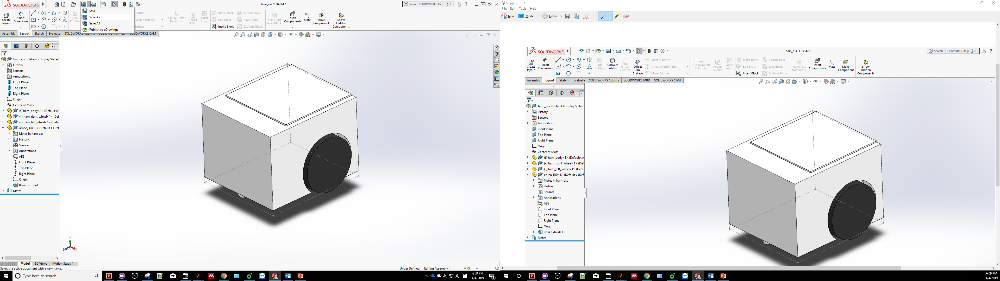 SOLIDWORKS
ham_ass.SLDASM *
Search SOLIDWORKS Help
?
Save
Save As
Save All
Publish to eDrawings
Create layout
Smart Dimension
Trim Entities
Entities
Sketch Pattern
Entities
Display/Delete Relations
Repair Sketch
Quick Snaps
Make Block
Edit Block
Insert Block
Add/Remove
Save Block
Explode Block
Make Part from Block
Insert Components
Mate
Move Component
Show Hidden Components
Assembly
Layout
Sketch
Evaluate
SOLIDWORKS Add-Ins
SOLIDWORKS MBD
SOLIDWORKS CAM
ham_ass (Default<Display State-
History
Sensors
Annotations
Front Plane
Top Plane
Right Plane
Origin
Center of Mass
(f) ham_body<1> (Default<A
(-) ham_right_wheel<1> (Def
(-) ham_left_wheel<1> (Defa
aruco_ID0<1> (Default<<Def
Mates in ham_ass
History
Sensors
Annotations
ABS
Front Plane
Top Plane
Right Plane
Origin
Boss-Extrude1
Mates
Y
Z
X
Model
3D Views
Motion Study 1
Saves the active document with a new name.
Under Defined
Editing Assembly
MKS
Type here to search
6:09 PM
4/4/2019
Snipping Tool
File Edit Tools Help
New
Mode
Delay
SOLIDWORKS
ham_ass.SLDASM *
Search SOLIDWORKS Help
?
Create layout
Smart Dimension
Trim Entities
Convert Entities
Offset Entities
Offset On Surface
Mirror Entities
Linear Sketch Pattern
Move Entities
Display/Delete Relations
Repair Sketch
Quick Snaps
Make Block
Edit Block
Insert Block
Add/Remove
Save Block
Explode Block
Make Part from Block
Insert Components
Mate
Move Component
Show Hidden Components
Assembly
Layout
Sketch
Evaluate
SOLIDWORKS Add-Ins
SOLIDWORKS MBD
SOLIDWORKS CAM
ham_ass (Default<Display State-
History
Sensors
Annotations
Front Plane
Top Plane
Right Plane
Origin
Center of Mass
(f) ham_body<1> (Default<A
(-) ham_right_wheel<1> (Def
(-) ham_left_wheel<1> (Defau
aruco_ID0<1> (Default<<Def
Mates in ham_ass
History
Sensors
Annotations
ABS
Front Plane
Top Plane
Right Plane
Origin
Boss-Extrude1
Mates
6:09 PM
4/4/2019